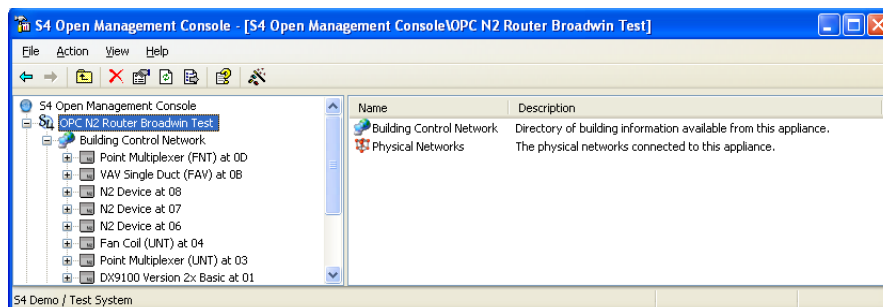 S4 Open Management Console - [S4 Open Management Console\OPC N2 Router Broadwin Test]
File Action View Help
S4 Open Management Console
OPC N2 Router Broadwin Test
Building Control Network
Point Multiplexer (FNT) at 0D
VAV Single Duct (FAV) at 0B
N2 Device at 08
N2 Device at 07
N2 Device at 06
Fan Coil (UNT) at 04
Point Multiplexer (UNT) at 03
DX9100 Version 2x Basic at 01
Name Description
Building Control Network Directory of building information available from this appliance.
Physical Networks The physical networks connected to this appliance.
S4 Demo / Test System